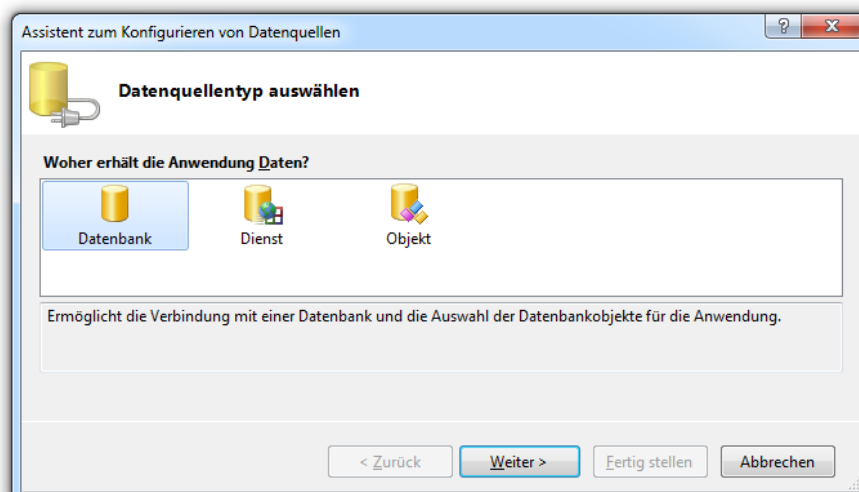 Assistent zum Konfigurieren von Datenquellen
?
Datenquellentyp auswählen
Woher erhält die Anwendung Daten?
Datenbank
Dienst
Objekt
Ermöglicht die Verbindung mit einer Datenbank und die Auswahl der Datenbankobjekte für die Anwendung.
< Zurück
Weiter >
Fertig stellen
Abbrechen